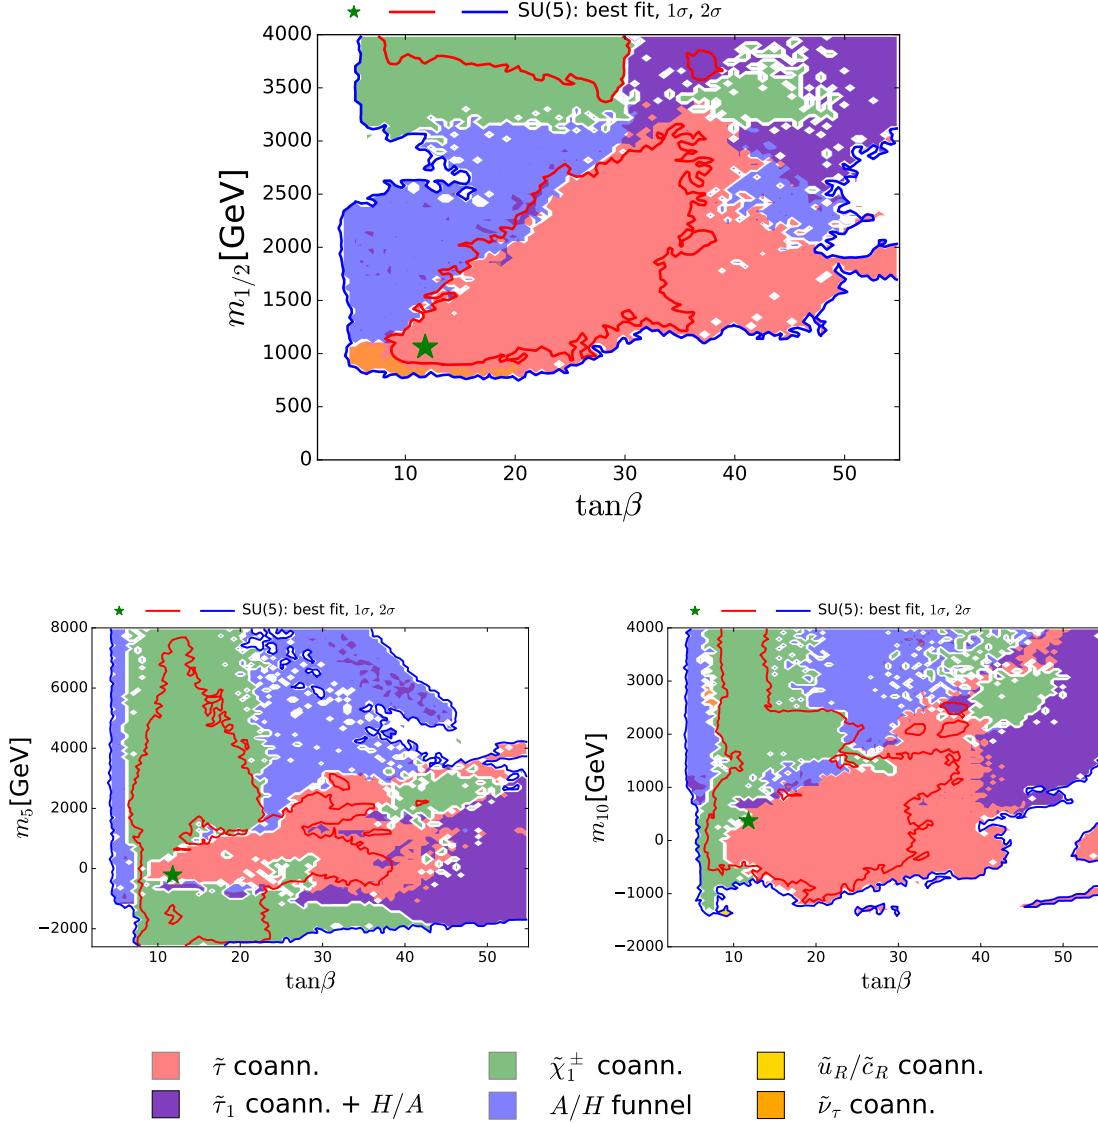 SU(5): best fit, 1σ, 2σ
4000
3500
3000
2500
2000
1500
1000
500
0
m₁/₂[GeV]
10 20 30 40 50
tanβ
SU(5): best fit, 1σ, 2σ
8000
6000
4000
2000
0
−2000
m₅[GeV]
10 20 30 40 50
tanβ
SU(5): best fit, 1σ, 2σ
4000
3000
2000
1000
0
−1000
−2000
m₁₀[GeV]
10 20 30 40 50
tanβ
τ̃ coann. χ̃₁± coann. ũ_R/c̃_R coann.
τ̃₁ coann. + H/A A/H funnel ν̃_τ coann.